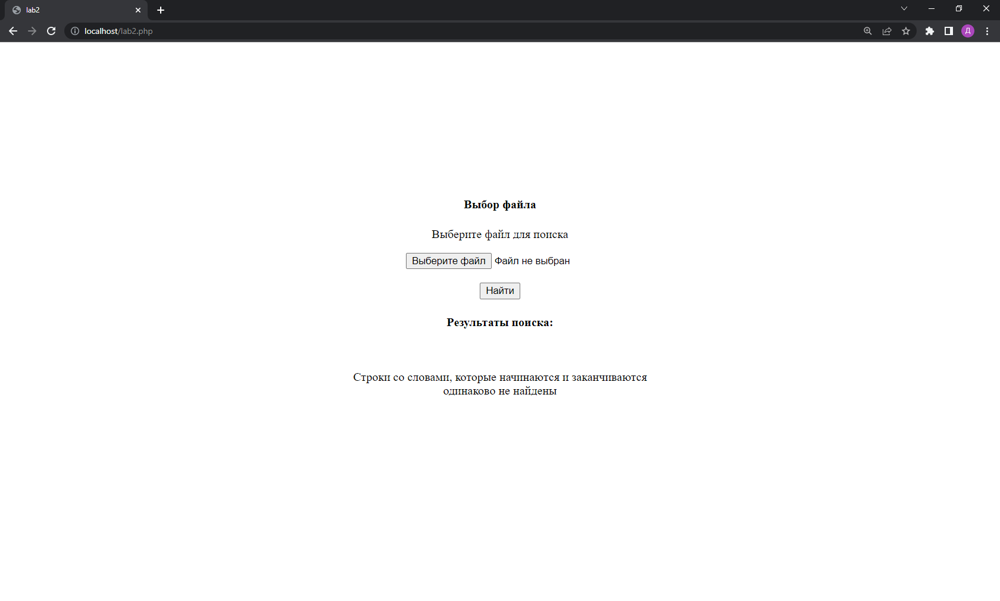 lab2
localhost/lab2.php
Д
Выбор файла
Выберите файл для поиска
Выберите файл Файл не выбран
Найти
Результаты поиска:
Строки со словами, которые начинаются и заканчиваются
одинаково не найдены